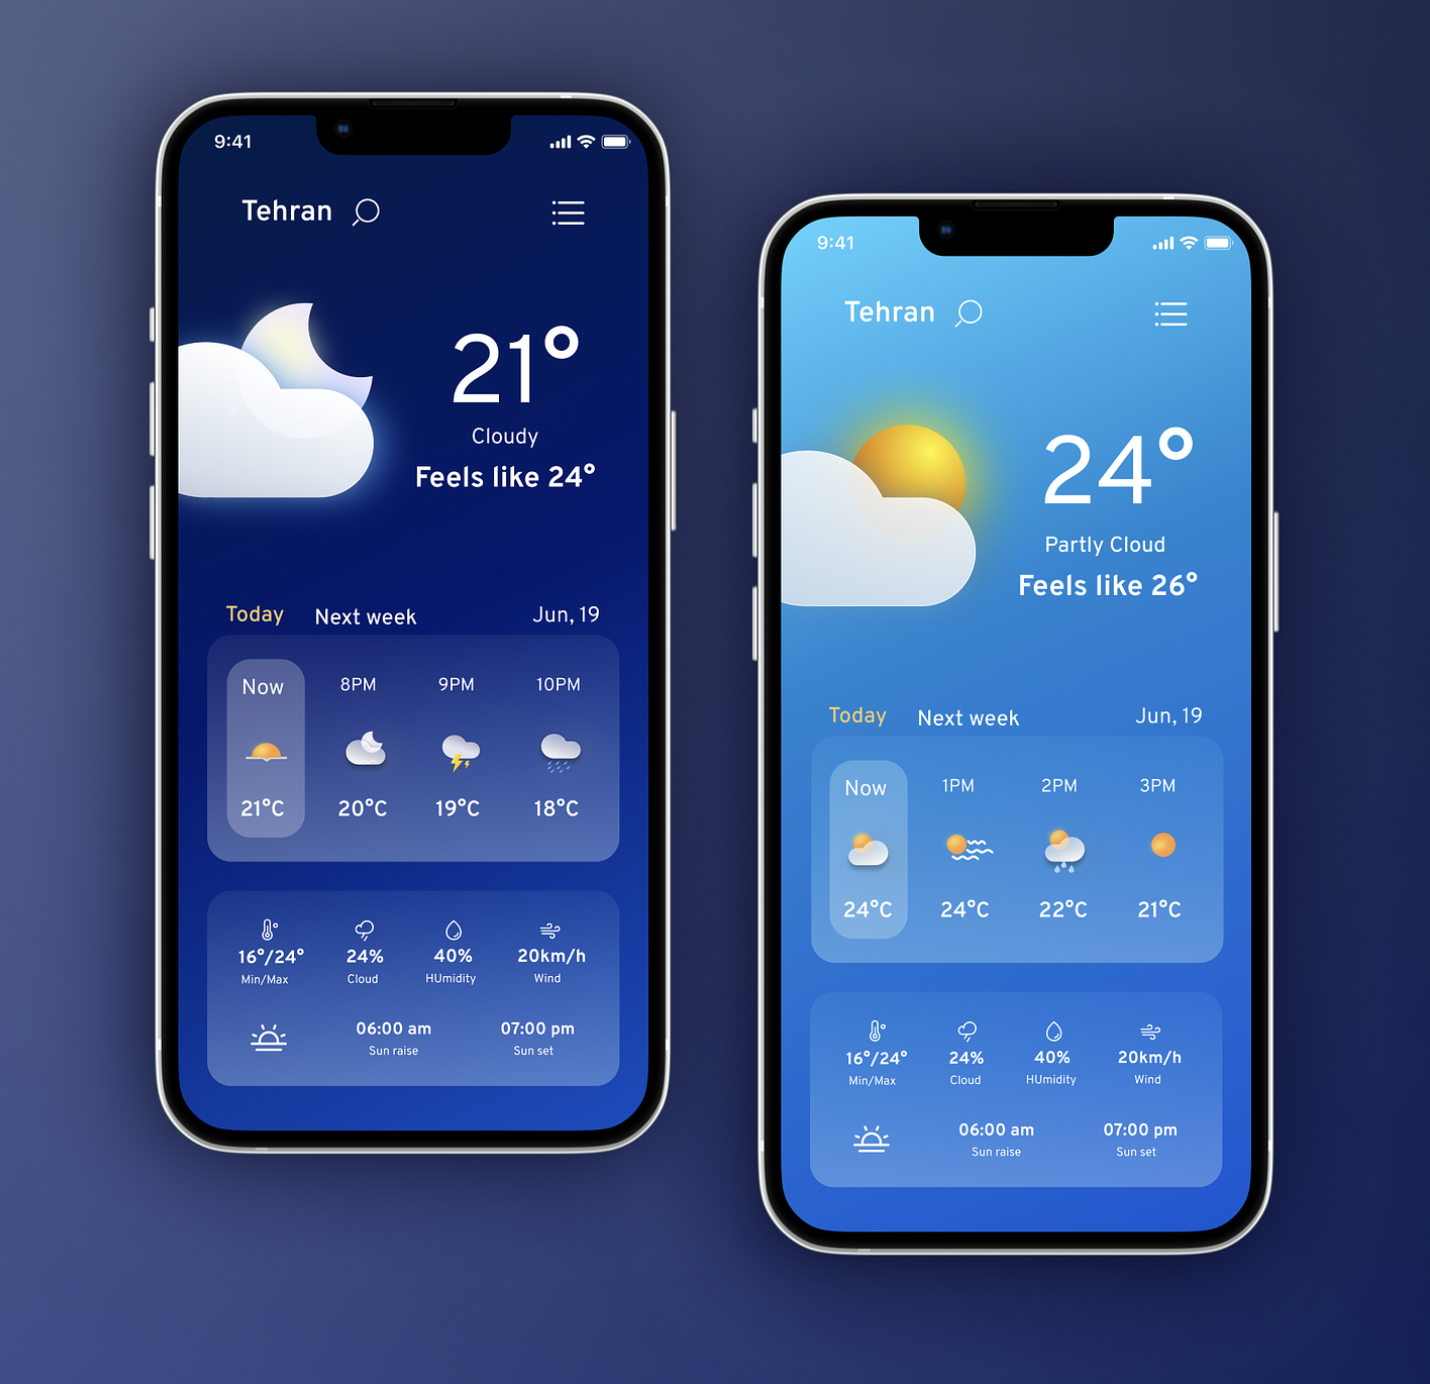 9:41
Tehran
21°
Cloudy
Feels like 24°
Today Next week Jun, 19
Now 8PM 9PM 10PM
21°C 20°C 19°C 18°C
16°/24° 24% 40% 20km/h
Min/Max Cloud HUmidity Wind
06:00 am 07:00 pm
Sun raise Sun set
9:41
Tehran
24°
Partly Cloud
Feels like 26°
Today Next week Jun, 19
Now 1PM 2PM 3PM
24°C 24°C 22°C 21°C
16°/24° 24% 40% 20km/h
Min/Max Cloud HUmidity Wind
06:00 am 07:00 pm
Sun raise Sun set